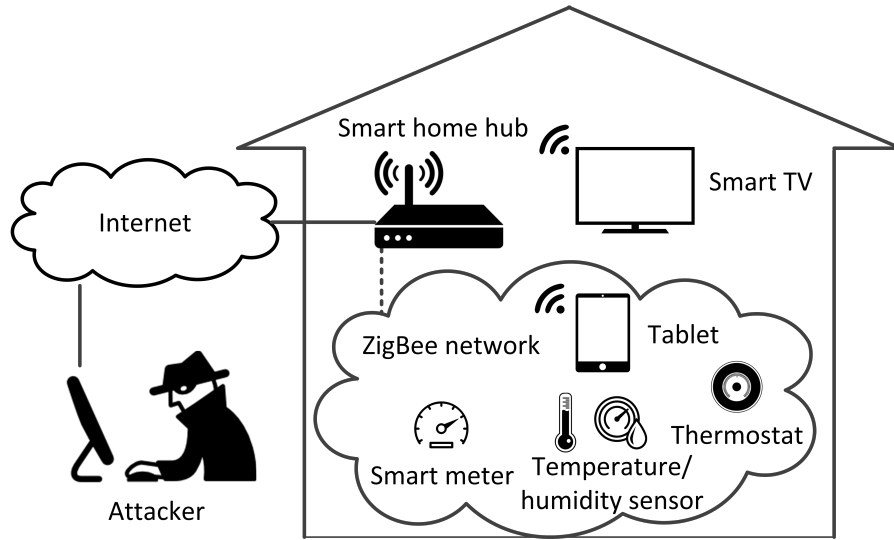 Smart home hub
Smart TV
Internet
ZigBee network
Tablet
Thermostat
Smart meter
Temperature/
humidity sensor
Attacker